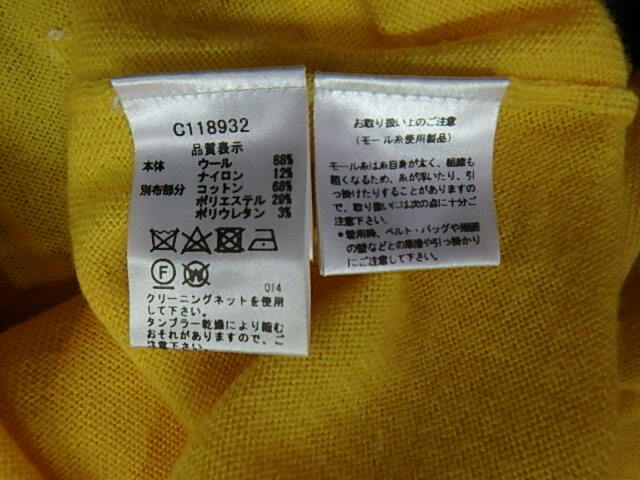 C118932
品質表示
本体 ウール 88%
ナイロン 12%
別布部分 コットン 68%
ポリエステル 29%
ポリウレタン 3%
F W
014
クリーニングネットを使用
して下さい。
タンブラー乾燥により縮む
おそれがありますので、ご
お取り扱い上のご注意
(モール糸使用製品)
モール糸は糸自身が太く、組織も
粗くなるため、糸が浮いたり、引
っ掛けたりすることがありますの
で、取り扱いには次の点に十分ご
注意下さい。
*着用時、ベルト・バッグや周囲
の壁などとの摩擦や引っ掛かり
にご注意して下さい。